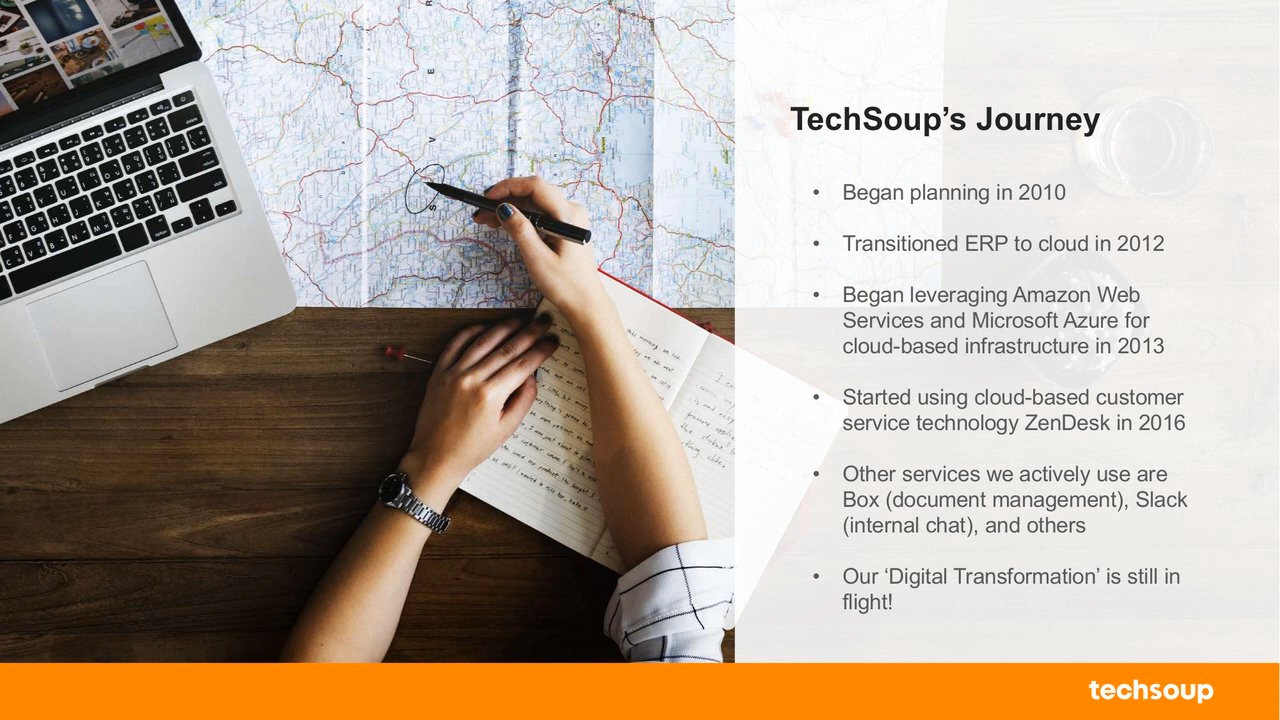 TechSoup’s Journey
• Began planning in 2010
• Transitioned ERP to cloud in 2012
• Began leveraging Amazon Web
Services and Microsoft Azure for
cloud-based infrastructure in 2013
• Started using cloud-based customer
service technology ZenDesk in 2016
• Other services we actively use are
Box (document management), Slack
(internal chat), and others
• Our ‘Digital Transformation’ is still in
flight!
techsoup